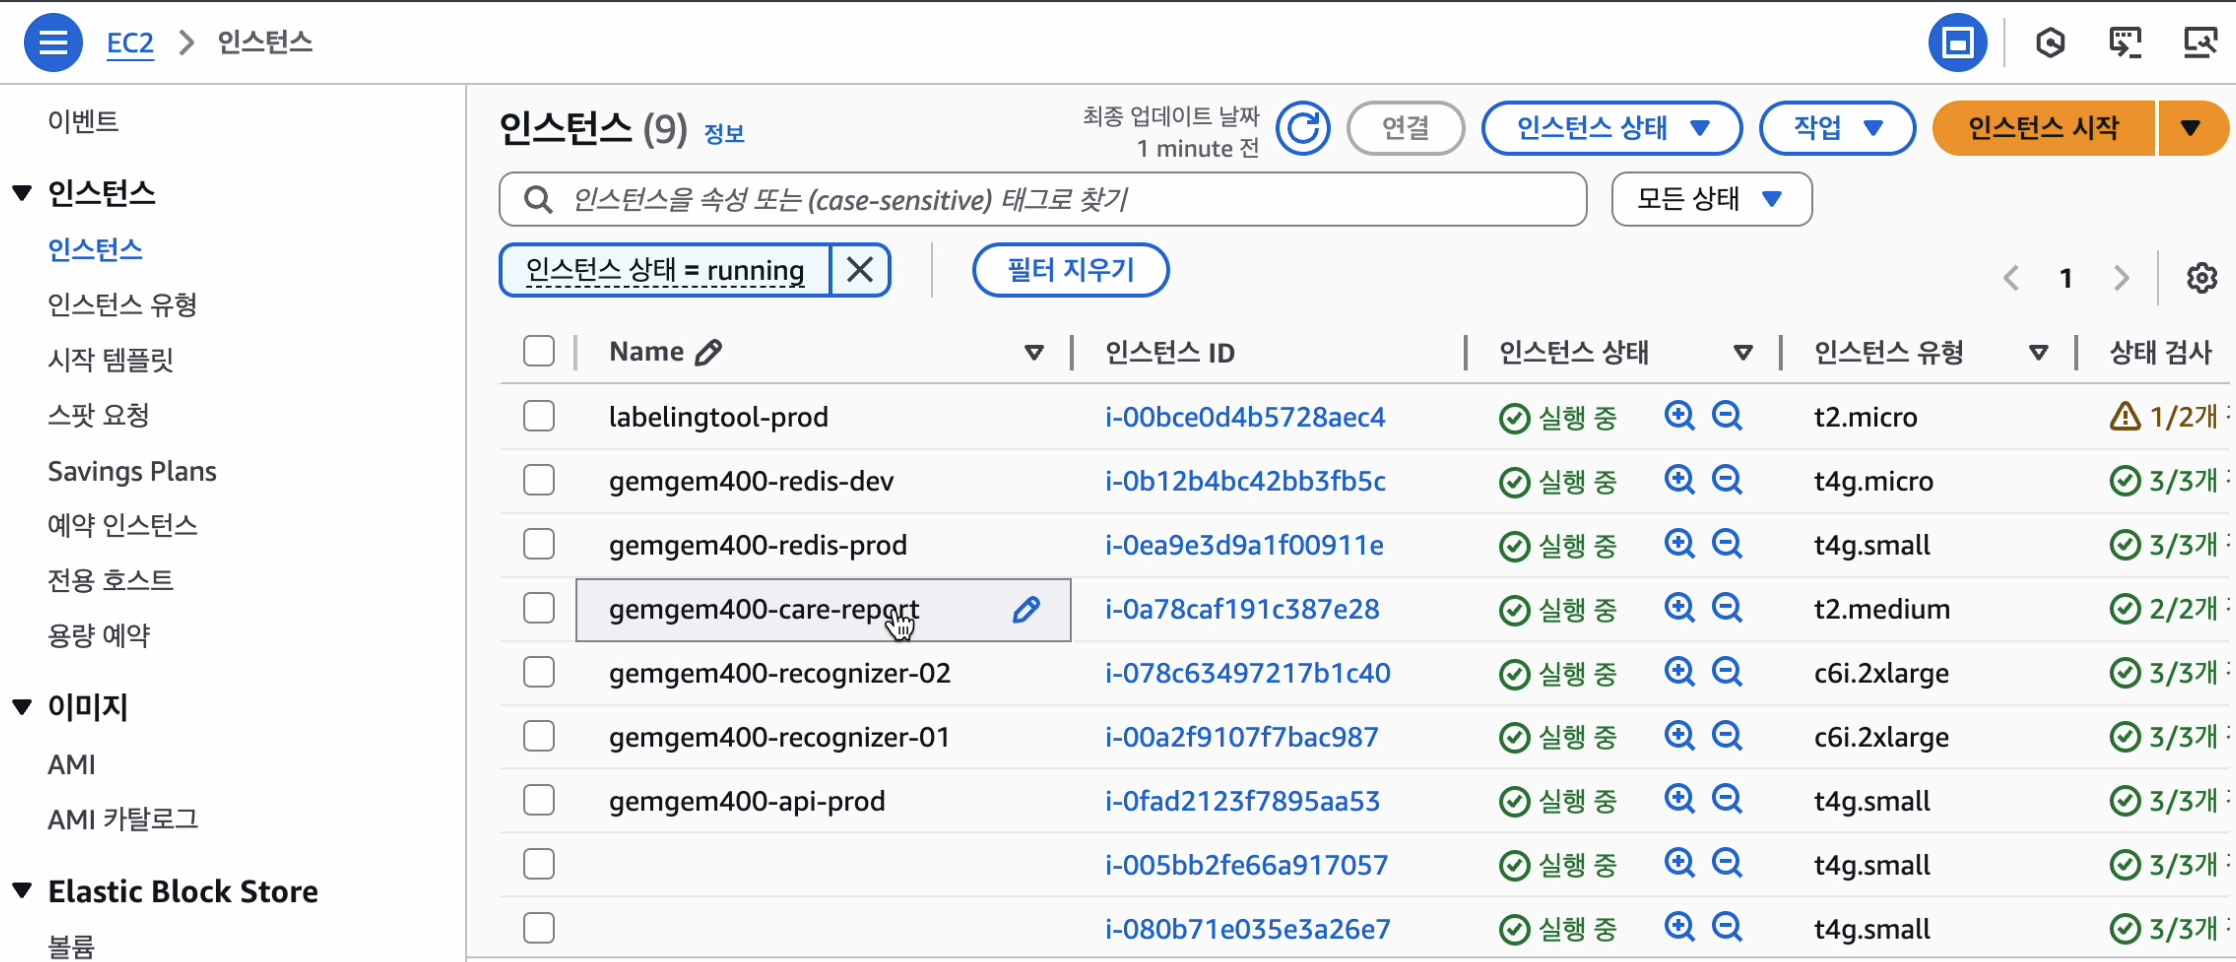 EC2 > 인스턴스
이벤트
인스턴스
인스턴스
인스턴스 유형
시작 템플릿
스팟 요청
Savings Plans
예약 인스턴스
전용 호스트
용량 예약
이미지
AMI
AMI 카탈로그
Elastic Block Store
볼륨
인스턴스 (9) 정보
최종 업데이트 날짜
1 minute 전
연결
인스턴스 상태
작업
인스턴스 시작
인스턴스을 속성 또는 (case-sensitive) 태그로 찾기
모든 상태
인스턴스 상태 = running
필터 지우기
1
Name 인스턴스 ID 인스턴스 상태 인스턴스 유형 상태 검사
labelingtool-prod i-00bce0d4b5728aec4 실행 중 t2.micro 1/2개
gemgem400-redis-dev i-0b12b4bc42bb3fb5c 실행 중 t4g.micro 3/3개
gemgem400-redis-prod i-0ea9e3d9a1f00911e 실행 중 t4g.small 3/3개
gemgem400-care-report i-0a78caf191c387e28 실행 중 t2.medium 2/2개
gemgem400-recognizer-02 i-078c63497217b1c40 실행 중 c6i.2xlarge 3/3개
gemgem400-recognizer-01 i-00a2f9107f7bac987 실행 중 c6i.2xlarge 3/3개
gemgem400-api-prod i-0fad2123f7895aa53 실행 중 t4g.small 3/3개
i-005bb2fe66a917057 실행 중 t4g.small 3/3개
i-080b71e035e3a26e7 실행 중 t4g.small 3/3개